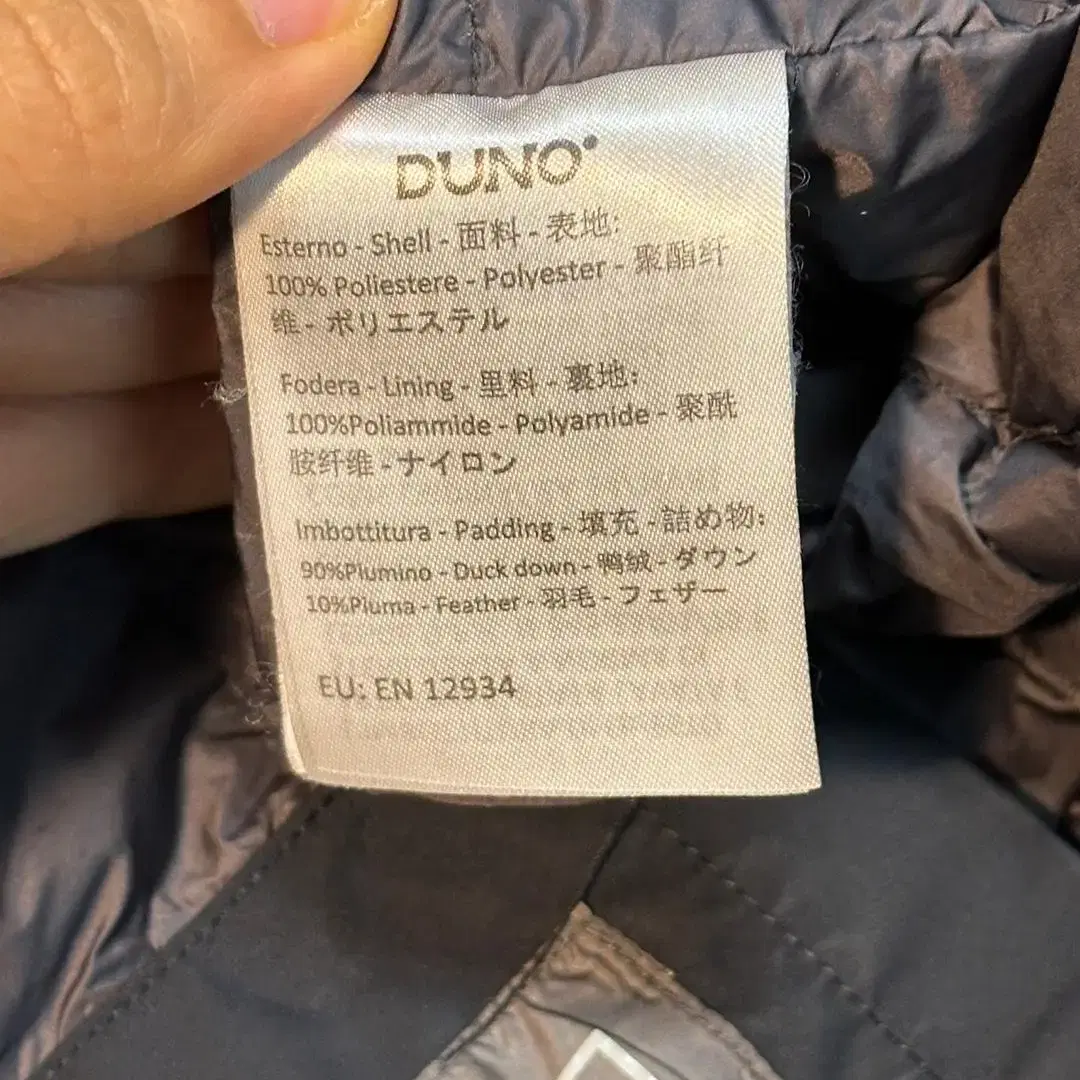 DUNO
Esterno - Shell - 面料 - 表地:
100% Poliestere - Polyester - 聚酯纤
维 - ポリエステル
Fodera - Lining - 里料 - 裏地:
100%Poliammide - Polyamide - 聚酰
胺纤维 - ナイロン
Imbottitura - Padding - 填充 - 詰め物:
90%Piumino - Duck down - 鸭绒 - ダウン
10%Piuma - Feather - 羽毛 - フェザー
EU: EN 12934